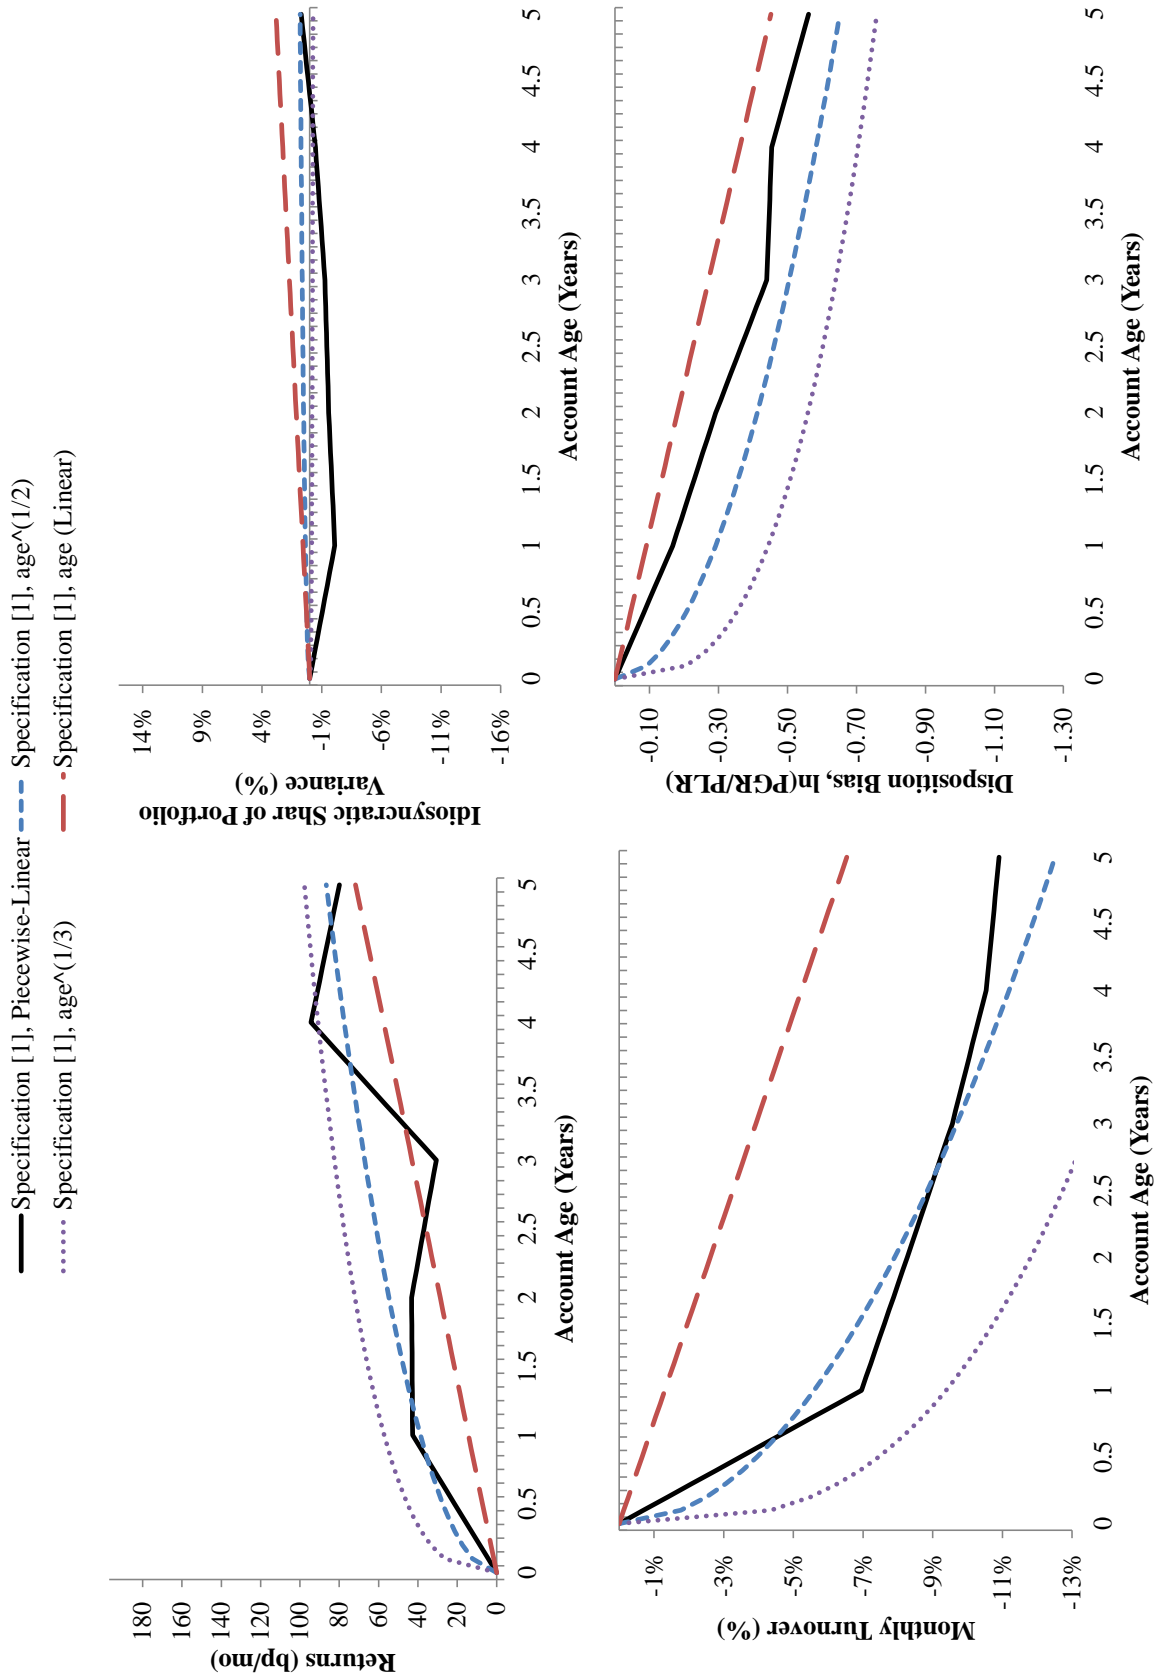 Specification [1], Piecewise-Linear
Specification [1], age^(1/2)
Specification [1], age^(1/3)
Specification [1], age (Linear)
Returns (bp/mo)
180
160
140
120
100
80
60
40
20
0
0 0.5 1 1.5 2 2.5 3 3.5 4 4.5 5
Account Age (Years)
Idiosyncratic Shar of Portfolio
Variance (%)
14%
9%
4%
-1%
-6%
-11%
-16%
0 0.5 1 1.5 2 2.5 3 3.5 4 4.5 5
Account Age (Years)
Monthly Turnover (%)
-1%
-3%
-5%
-7%
-9%
-11%
-13%
0 0.5 1 1.5 2 2.5 3 3.5 4 4.5 5
Account Age (Years)
Disposition Bias, ln(PGR/PLR)
-0.10
-0.30
-0.50
-0.70
-0.90
-1.10
-1.30
0 0.5 1 1.5 2 2.5 3 3.5 4 4.5 5
Account Age (Years)